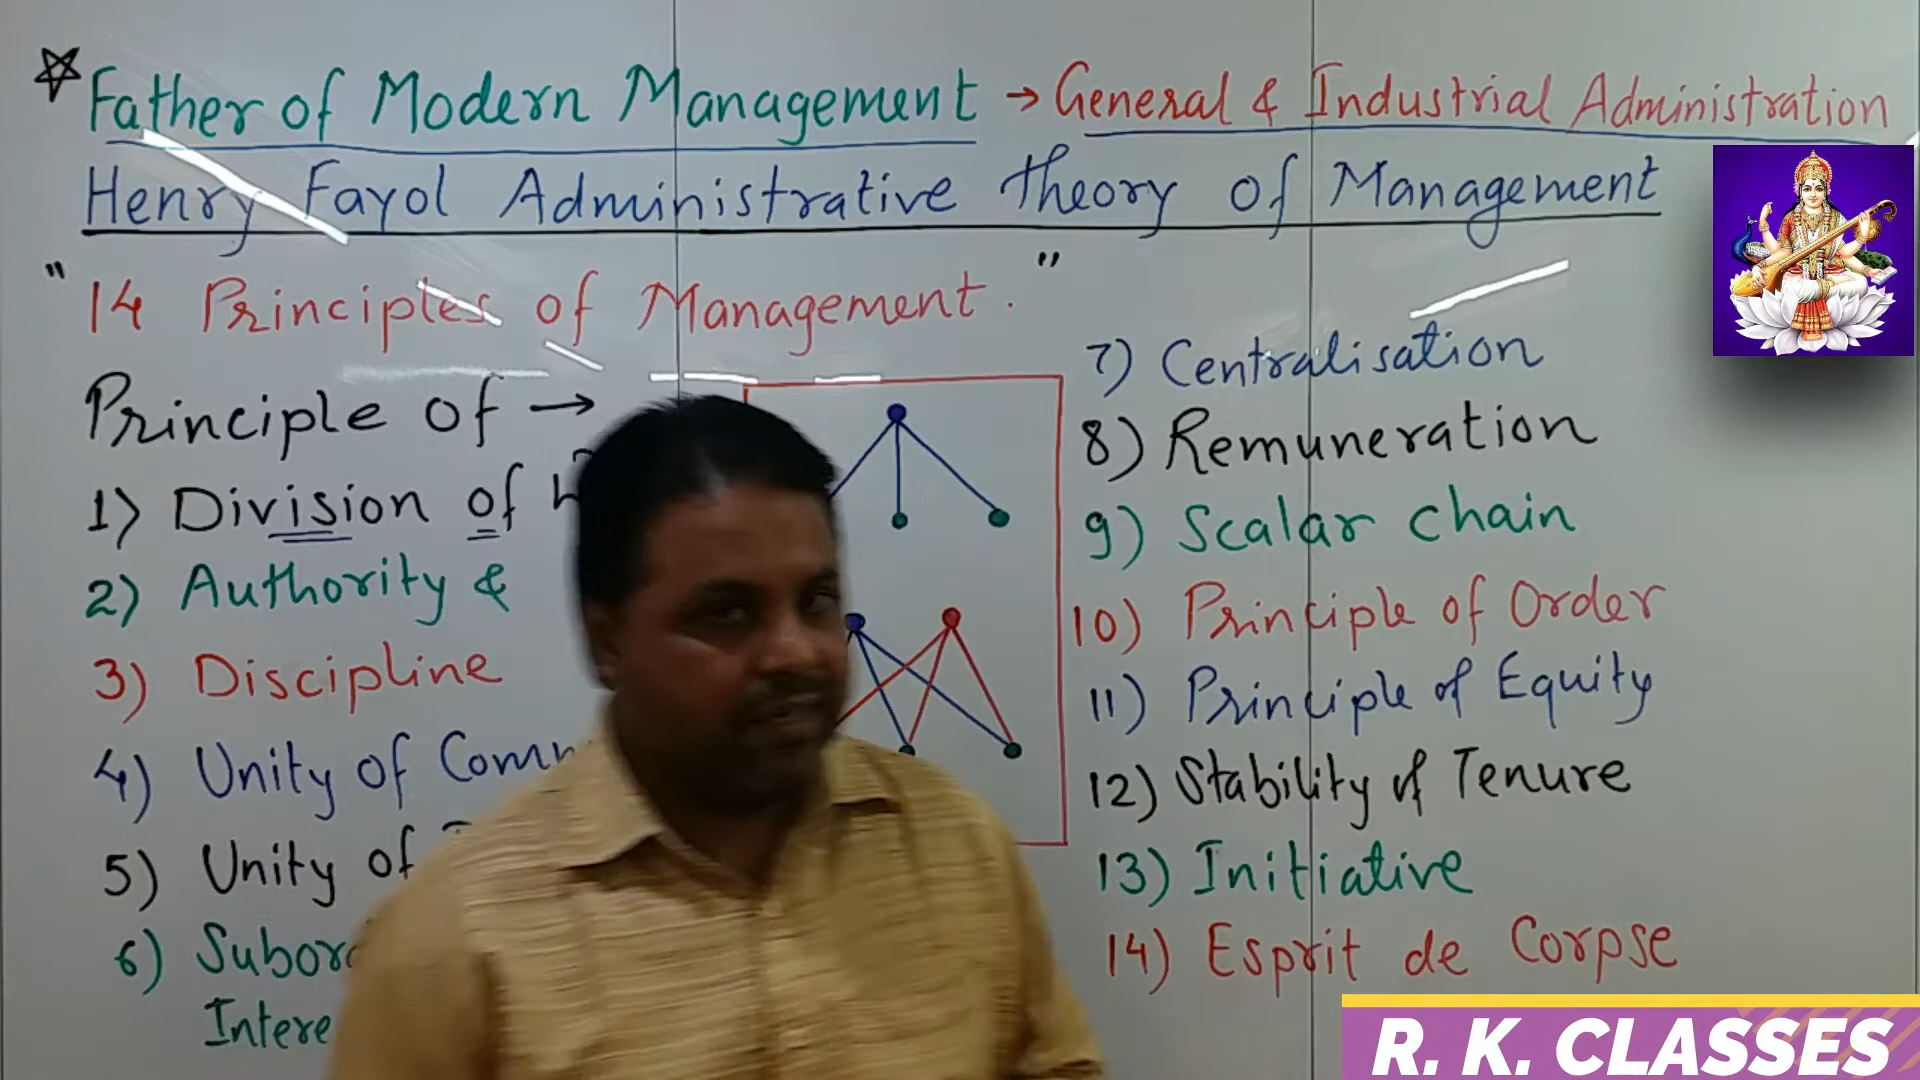 Father of Modern Management → General & Industrial Administration
Henry Fayol Administrative Theory of Management
"14 Principles of Management."
Principle of →
1) Division of
2) Authority &
3) Discipline
4) Unity of
5) Unity of
6)
7) Centralisation
8) Remuneration
9) Scalar chain
10) Principle of Order
11) Principle of Equity
12) Stability of Tenure
13) Initiative
14) Esprit de Corpse
R. K. CLASSES